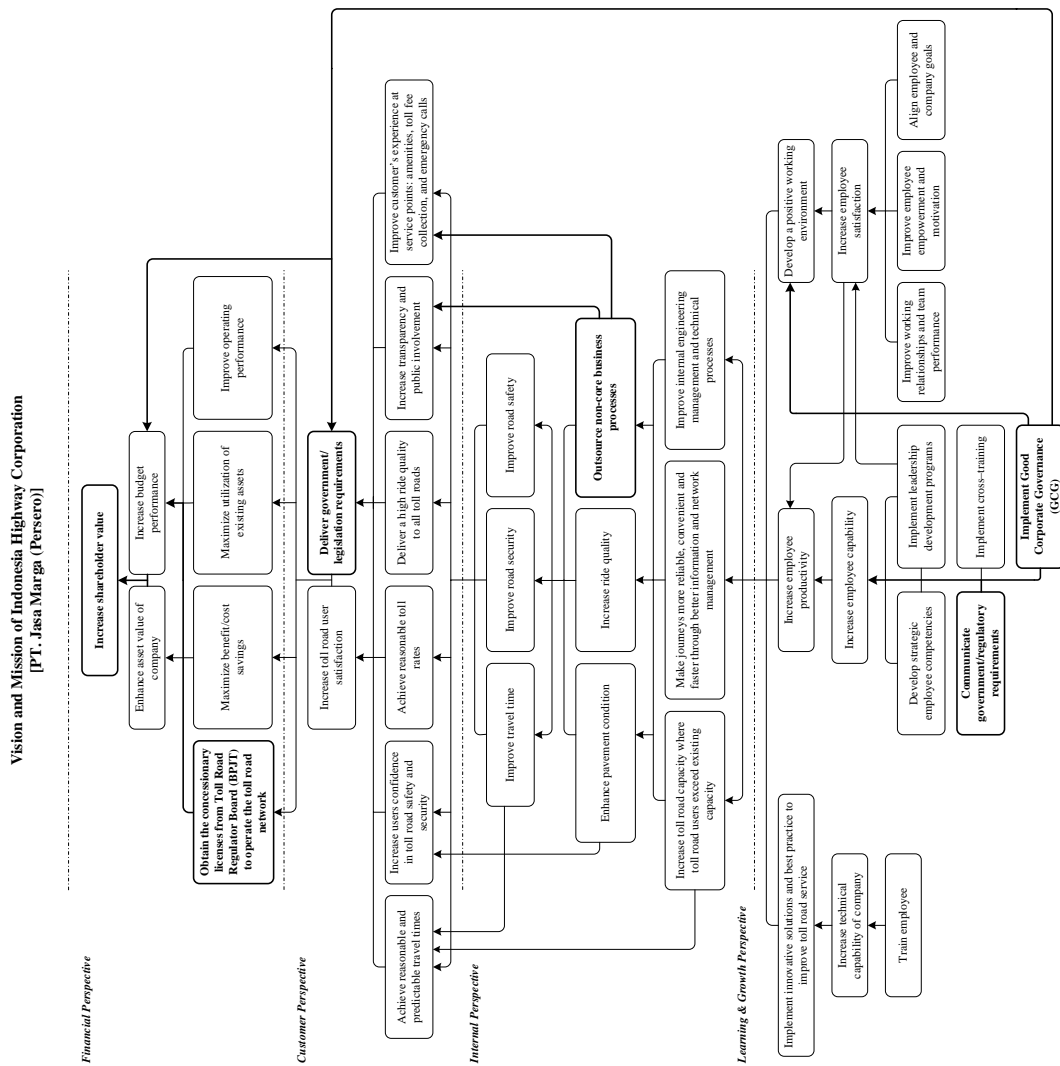 Vision and Mission of Indonesia Highway Corporation
[PT. Jasa Marga (Persero)]
Financial Perspective
Increase shareholder value
Enhance asset value of
company
Increase budget
performance
Obtain the concessionary
licenses from Toll Road
Regulator Board (BPJT)
to operate the toll road
network
Maximize benefit/cost
savings
Maximize utilization of
existing assets
Improve operating
performance
Customer Perspective
Increase toll road user
satisfaction
Deliver government/
legislation requirements
Achieve reasonable and
predictable travel times
Increase users confidence
in toll road safety and
security
Achieve reasonable toll
rates
Deliver a high ride quality
to all toll roads
Increase transparency and
public involvement
Improve customer's experience at
service points: amenities, toll fee
collection, and emergency calls
Internal Perspective
Improve travel time
Improve road security
Improve road safety
Enhance pavement condition
Increase ride quality
Outsource non-core business
processes
Increase toll road capacity where
toll road users exceed existing
capacity
Make journeys more reliable, convenient and
faster through better information and network
management
Improve internal engineering
management and technical
processes
Learning & Growth Perspective
Implement innovative solutions and best practice to
improve toll road service
Increase employee
productivity
Develop a positive working
environment
Increase technical
capability of company
Increase employee capability
Increase employee
satisfaction
Train employee
Develop strategic
employee competencies
Implement leadership
development programs
Improve working
relationships and team
performance
Improve employee
empowerment and
motivation
Align employee and
company goals
Communicate
government/regulatory
requirements
Implement cross–training
Implement Good
Corporate Governance
(GCG)